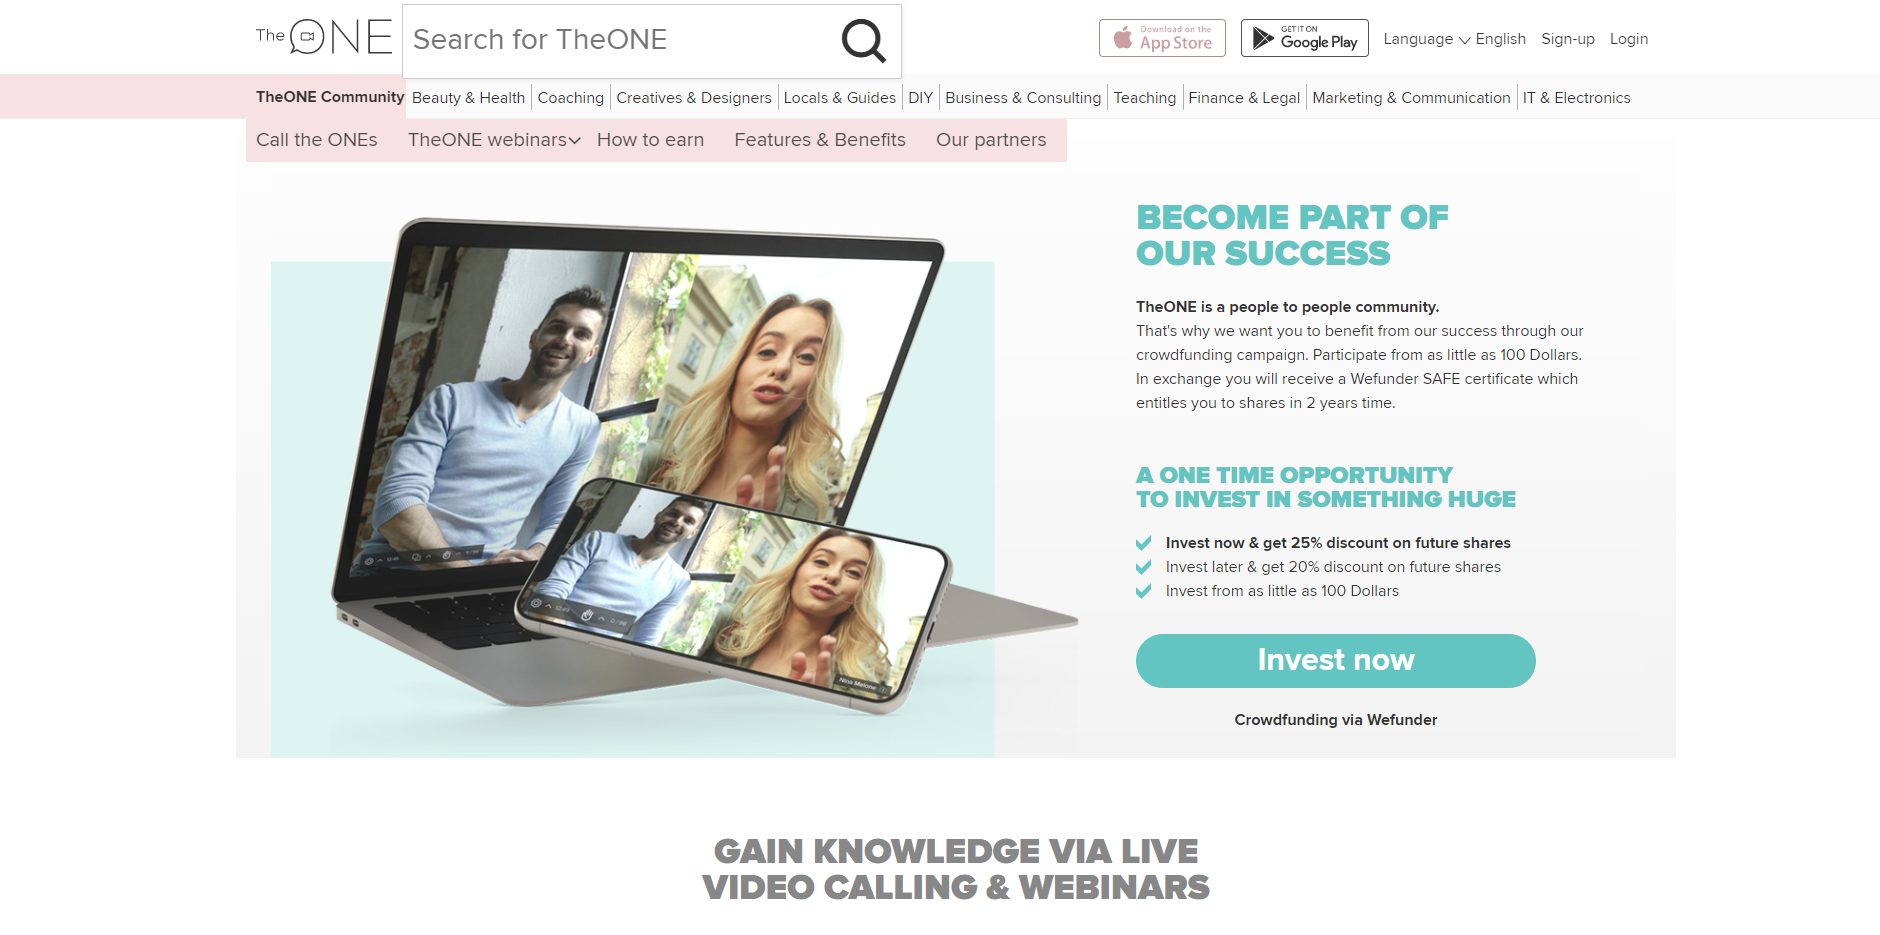 The ONE
Search for TheONE
Download on the
App Store
GET IT ON
Google Play
Language English Sign-up Login
TheONE Community Beauty & Health Coaching Creatives & Designers Locals & Guides DIY Business & Consulting Teaching Finance & Legal Marketing & Communication IT & Electronics
Call the ONEs TheONE webinars How to earn Features & Benefits Our partners
BECOME PART OF
OUR SUCCESS
TheONE is a people to people community.
That's why we want you to benefit from our success through our
crowdfunding campaign. Participate from as little as 100 Dollars.
In exchange you will receive a Wefunder SAFE certificate which
entitles you to shares in 2 years time.
A ONE TIME OPPORTUNITY
TO INVEST IN SOMETHING HUGE
Invest now & get 25% discount on future shares
Invest later & get 20% discount on future shares
Invest from as little as 100 Dollars
Invest now
Crowdfunding via Wefunder
Nina Melone
GAIN KNOWLEDGE VIA LIVE
VIDEO CALLING & WEBINARS